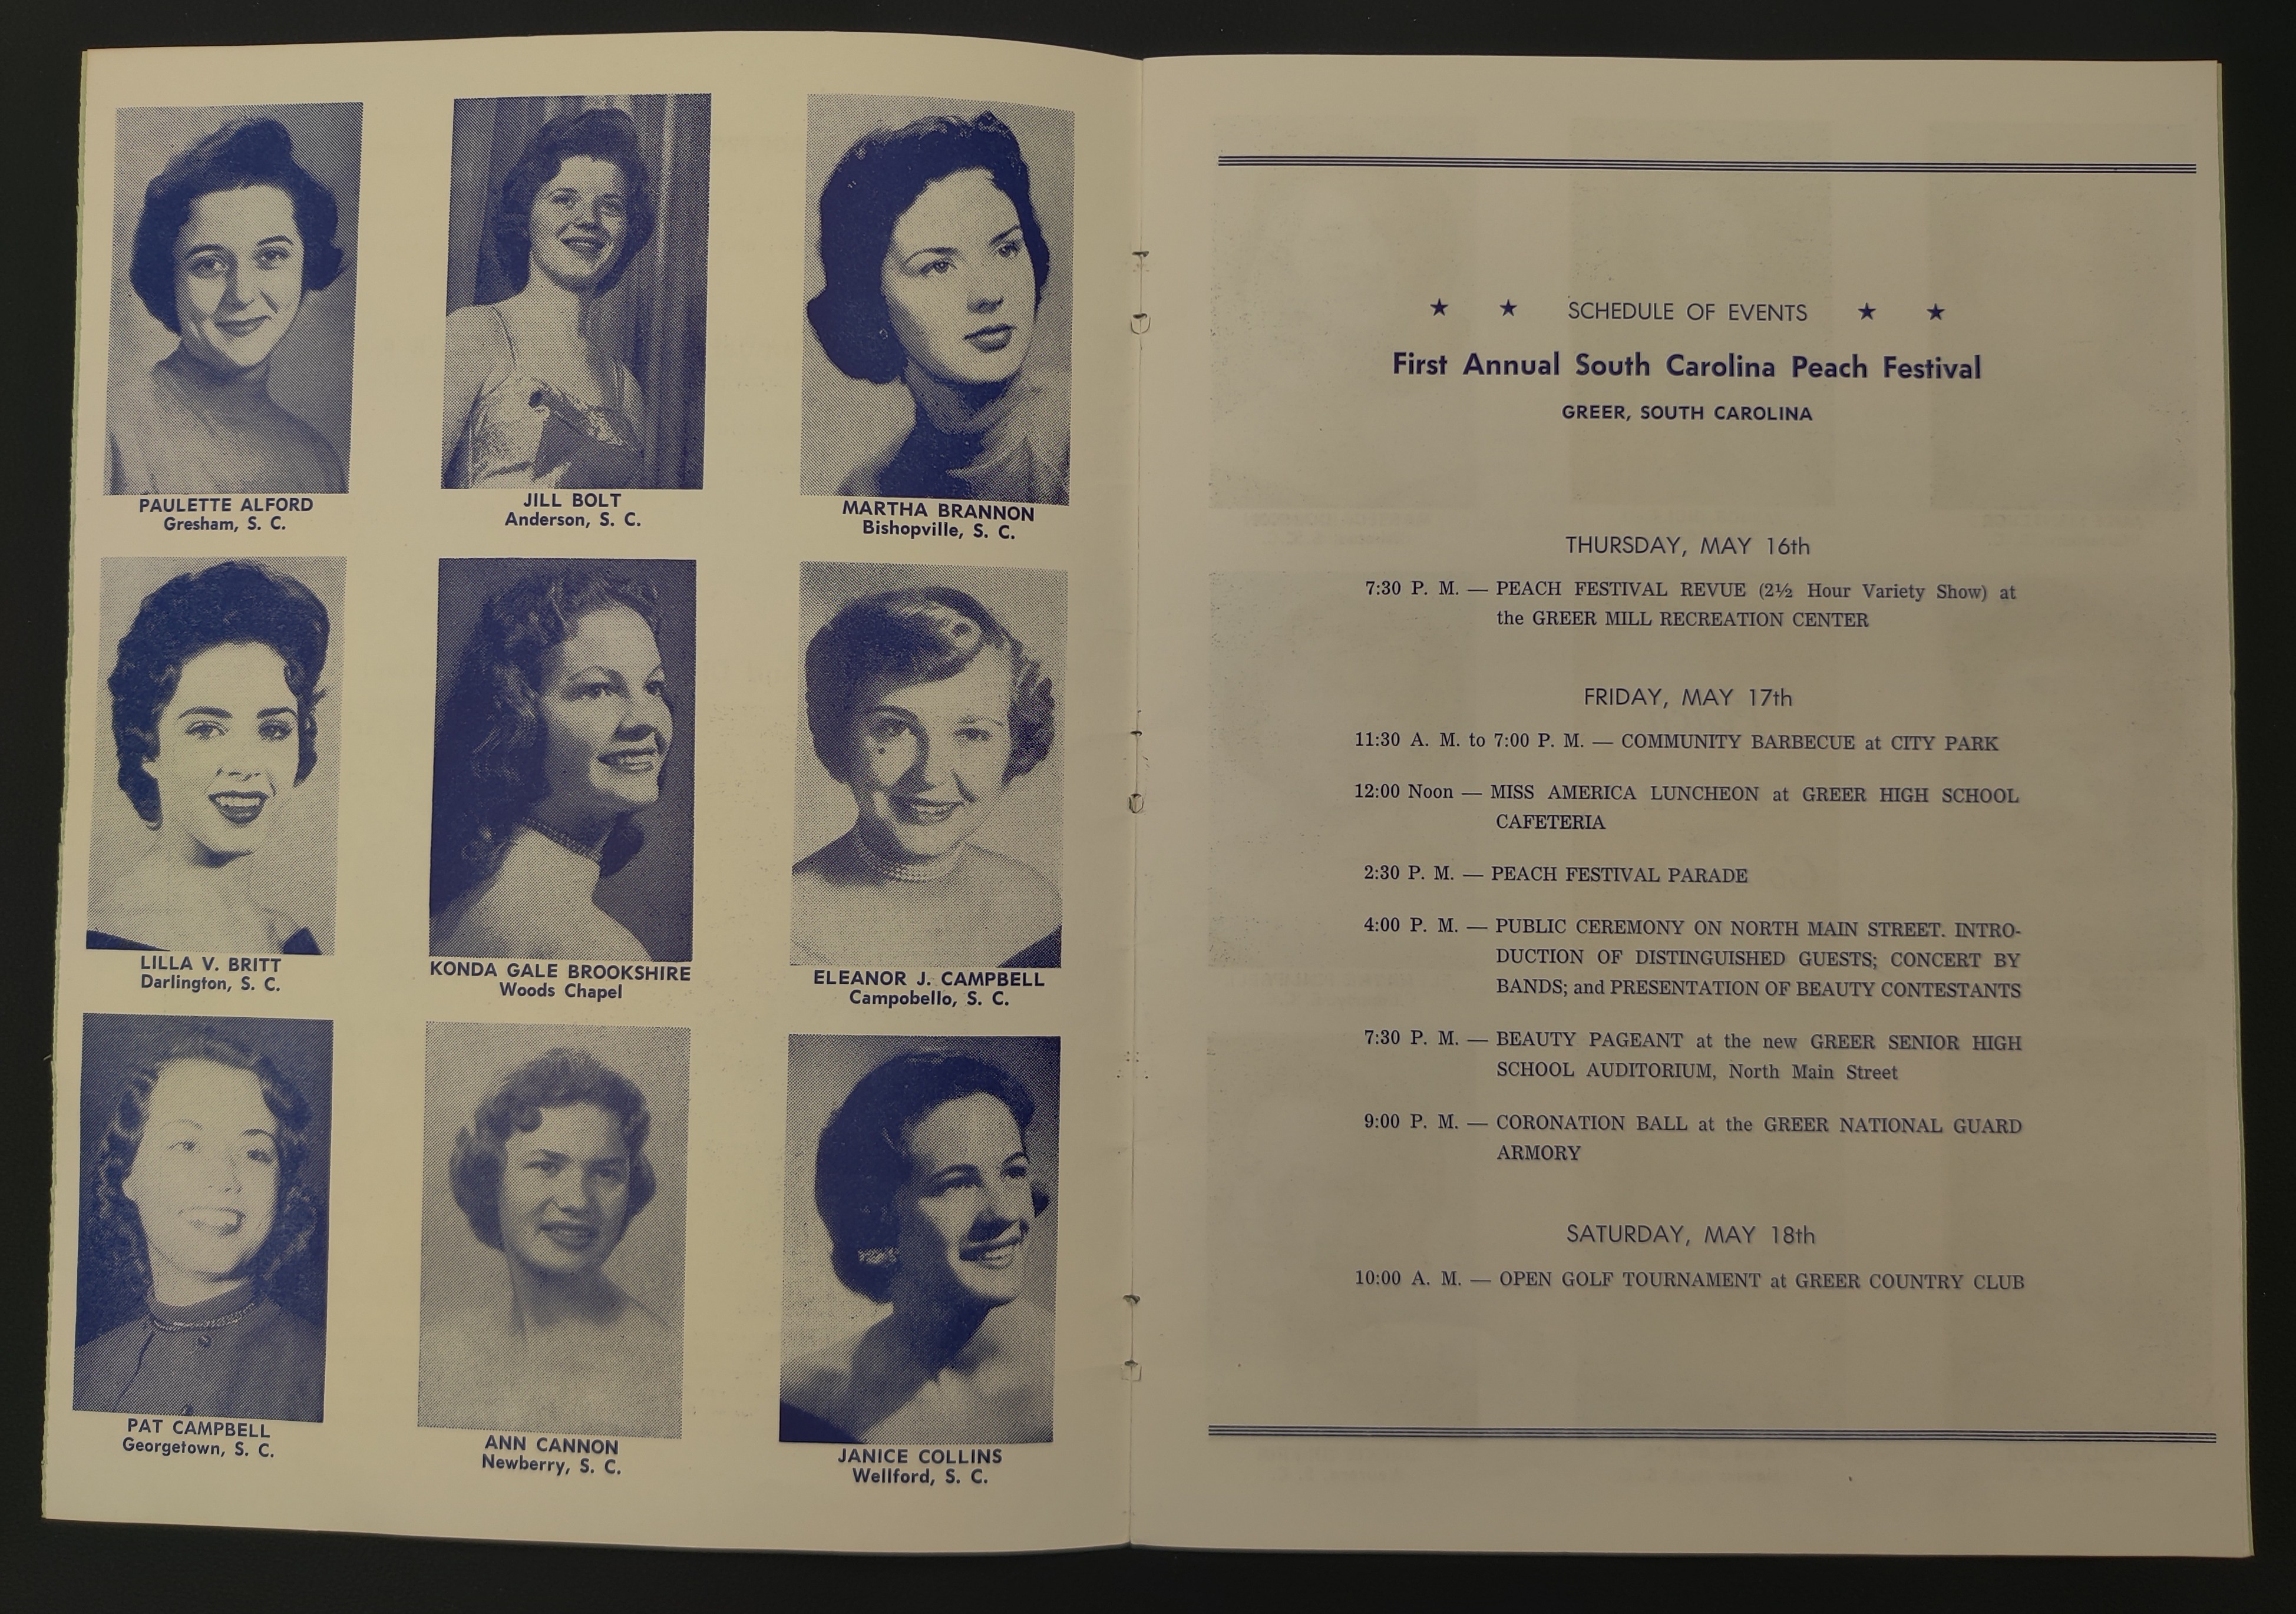 PAULETTE ALFORD
Gresham, S. C.
JILL BOLT
Anderson, S. C.
MARTHA BRANNON
Bishopville, S. C.
LILLA V. BRITT
Darlington, S. C.
KONDA GALE BROOKSHIRE
Woods Chapel
ELEANOR J. CAMPBELL
Campobello, S. C.
PAT CAMPBELL
Georgetown, S. C.
ANN CANNON
Newberry, S. C.
JANICE COLLINS
Wellford, S. C.
★ ★ SCHEDULE OF EVENTS ★ ★
First Annual South Carolina Peach Festival
GREER, SOUTH CAROLINA
THURSDAY, MAY 16th
7:30 P. M. — PEACH FESTIVAL REVUE (2½ Hour Variety Show) at
the GREER MILL RECREATION CENTER
FRIDAY, MAY 17th
11:30 A. M. to 7:00 P. M. — COMMUNITY BARBECUE at CITY PARK
12:00 Noon — MISS AMERICA LUNCHEON at GREER HIGH SCHOOL
CAFETERIA
2:30 P. M. — PEACH FESTIVAL PARADE
4:00 P. M. — PUBLIC CEREMONY ON NORTH MAIN STREET. INTRO-
DUCTION OF DISTINGUISHED GUESTS; CONCERT BY
BANDS; and PRESENTATION OF BEAUTY CONTESTANTS
7:30 P. M. — BEAUTY PAGEANT at the new GREER SENIOR HIGH
SCHOOL AUDITORIUM, North Main Street
9:00 P. M. — CORONATION BALL at the GREER NATIONAL GUARD
ARMORY
SATURDAY, MAY 18th
10:00 A. M. — OPEN GOLF TOURNAMENT at GREER COUNTRY CLUB